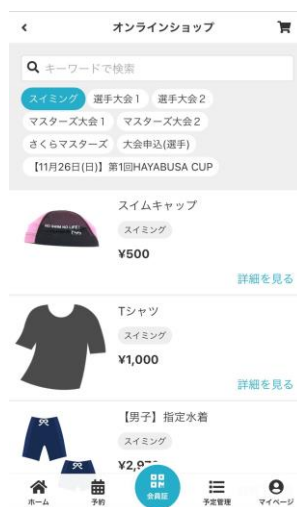 オンラインショップ
キーワードで検索
スイミング 選手大会1 選手大会2
マスターズ大会1 マスターズ大会2
さくらマスターズ 大会申込(選手)
【11月26日(日)】第1回HAYABUSA CUP
スイムキャップ
スイミング
¥500
詳細を見る
Tシャツ
スイミング
¥1,000
詳細を見る
【男子】指定水着
スイミング
ホーム 予約 会員証 予定管理 マイページ